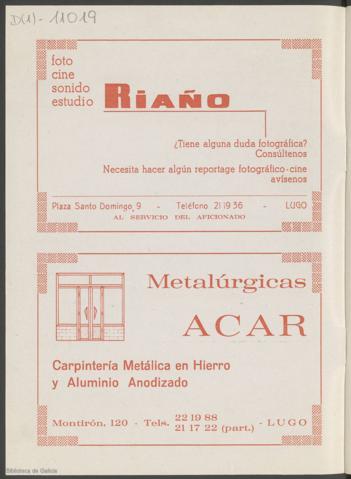 D(1)-11019
foto
cine
sonido
estudio
RIAÑO
¿Tiene alguna duda fotográfica?
Consúltenos
Necesita hacer algún reportage fotográfico-cine
avísenos
Plaza Santo Domingo, 9 - Teléfono 21 19 36 - LUGO
AL SERVICIO DEL AFICIONADO
Metalúrgicas
ACAR
Carpintería Metálica en Hierro
y Aluminio Anodizado
Montirón, 120 - Tels. 22 19 88
21 17 22 (part.) - LUGO
Biblioteca de Galicia